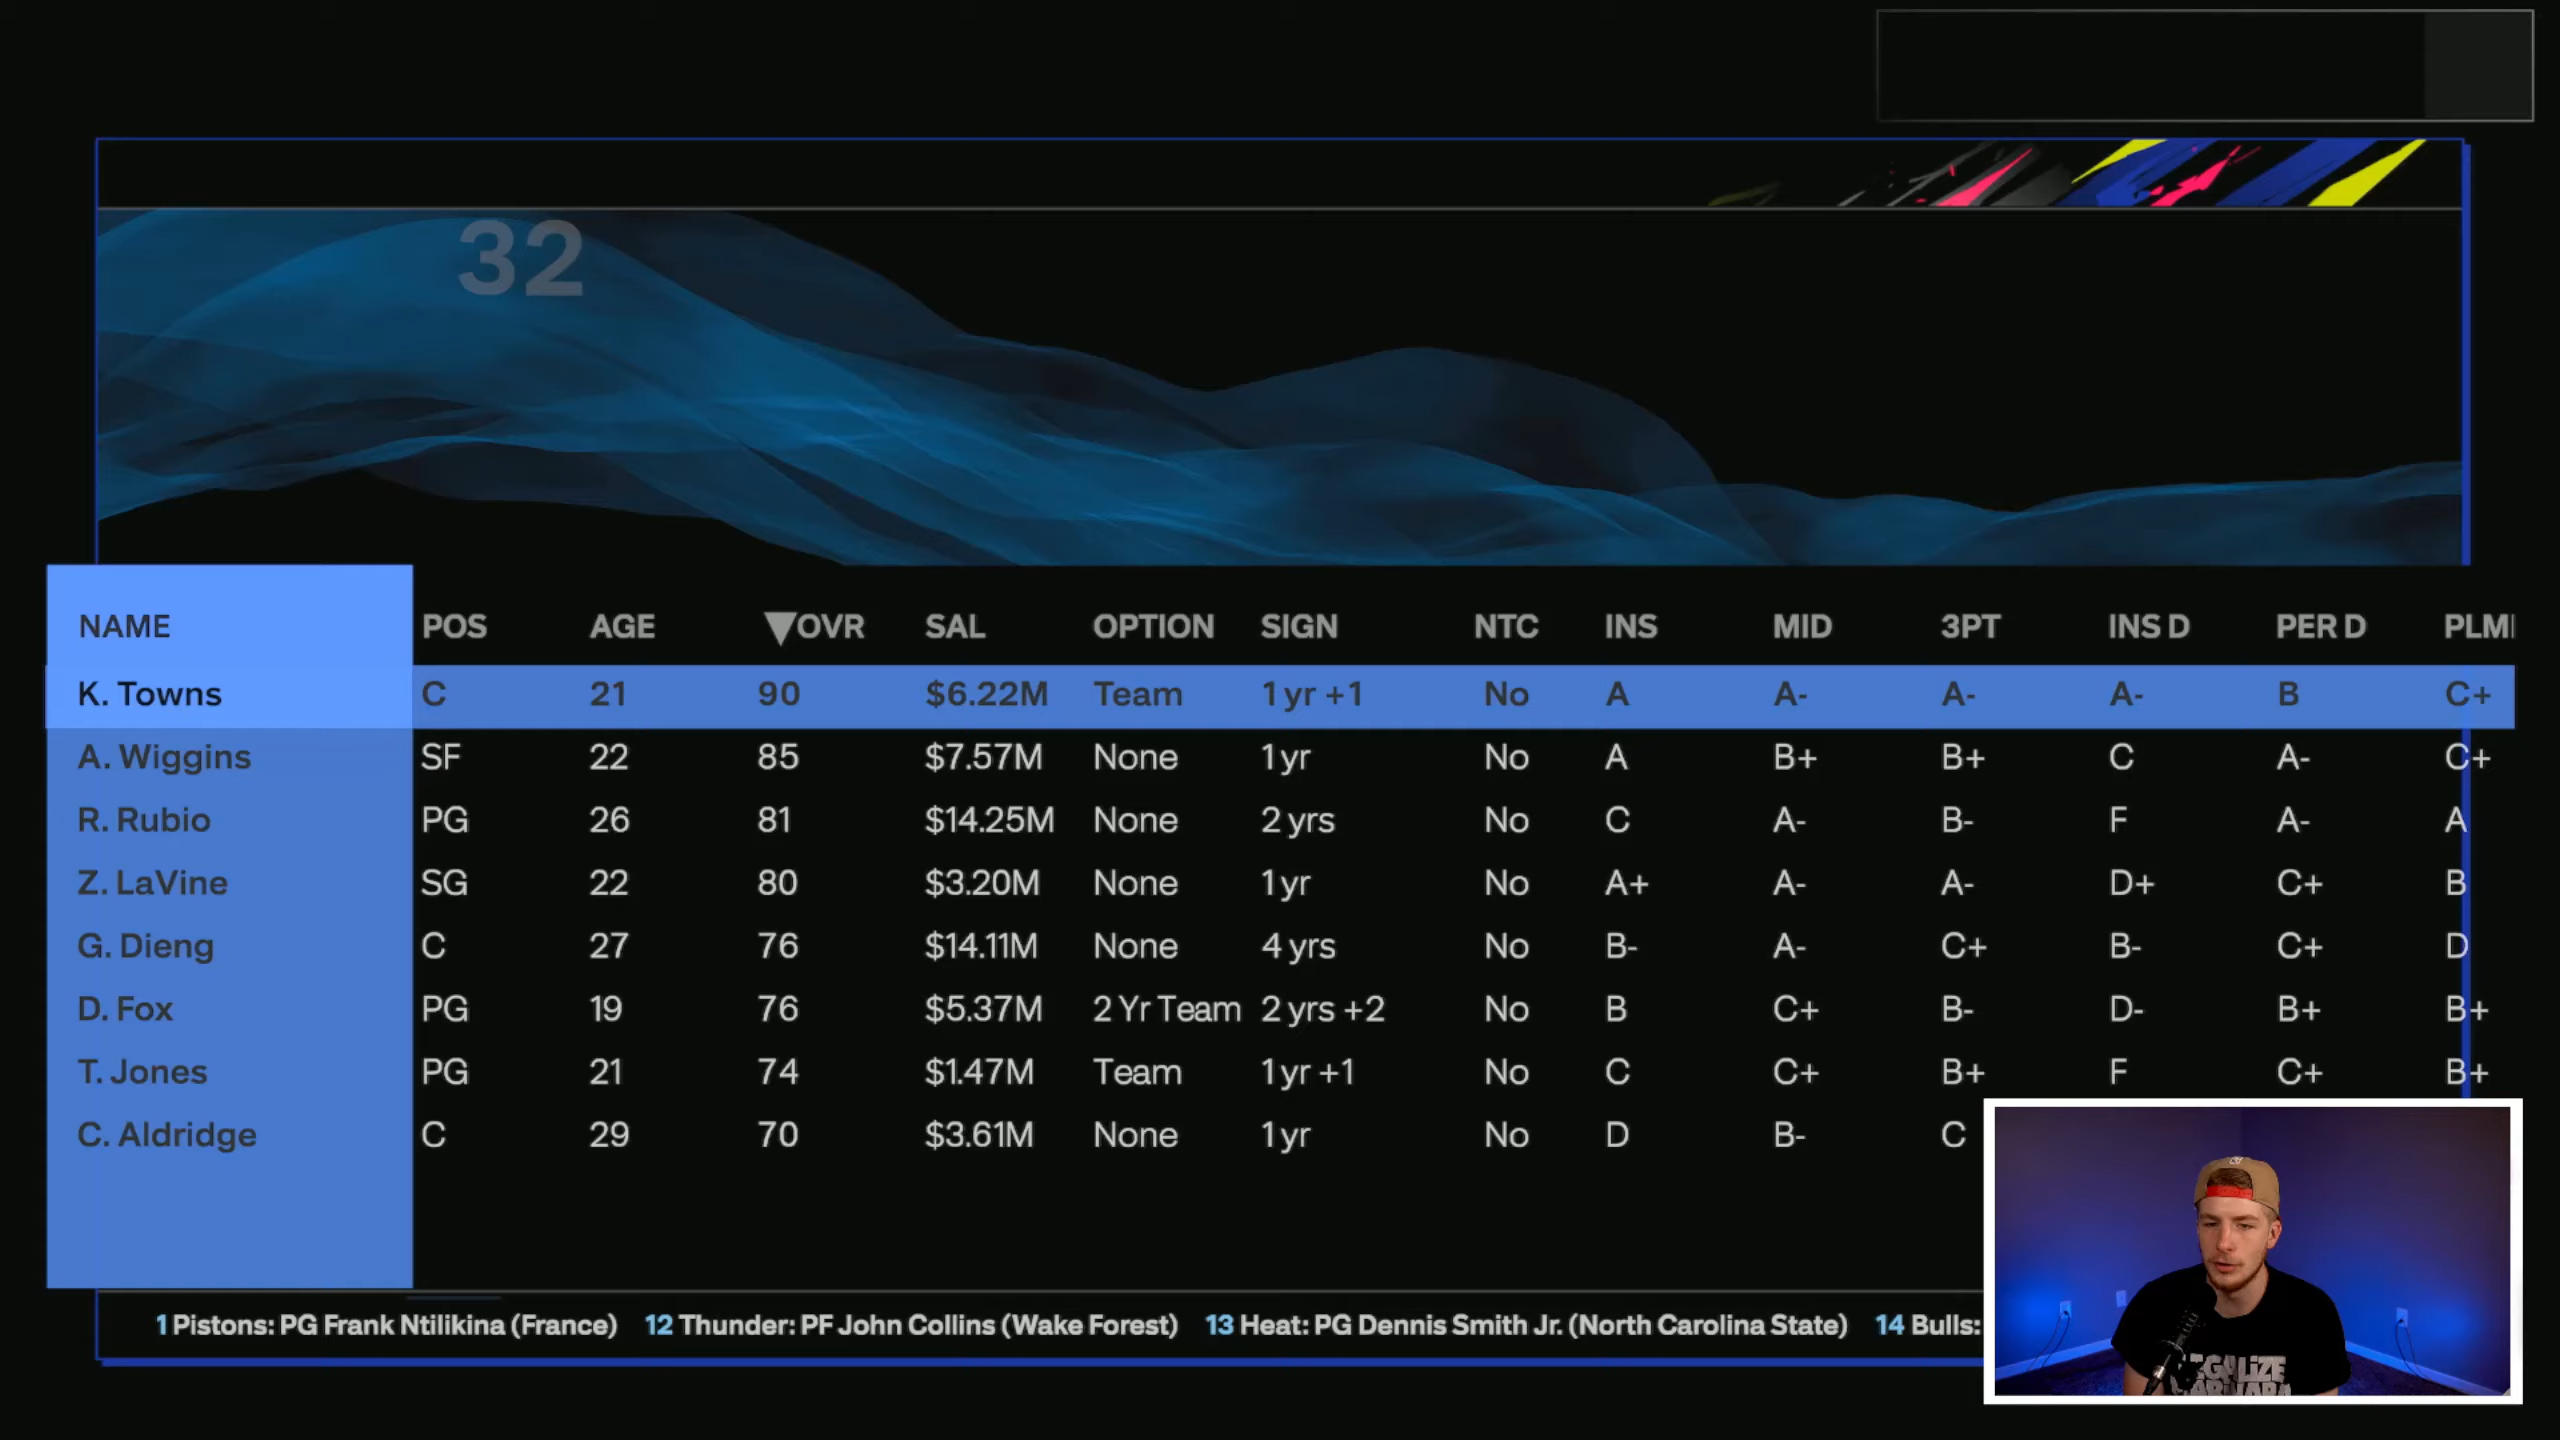 32
NAME POS AGE ▼OVR SAL OPTION SIGN NTC INS MID 3PT INS D PER D
K. Towns C 21 90 $6.22M Team 1 yr +1 No A A- A- A- B C+
A. Wiggins SF 22 85 $7.57M None 1 yr No A B+ B+ C A- C+
R. Rubio PG 26 81 $14.25M None 2 yrs No C A- B- F A- A
Z. LaVine SG 22 80 $3.20M None 1 yr No A+ A- A- D+ C+ B
G. Dieng C 27 76 $14.11M None 4 yrs No B- A- C+ B- C+ D
D. Fox PG 19 76 $5.37M 2 Yr Team 2 yrs +2 No B C+ B- D- B+ B+
T. Jones PG 21 74 $1.47M Team 1 yr +1 No C C+ B+ F C+ B+
C. Aldridge C 29 70 $3.61M None 1 yr No D B- C
1 Pistons: PG Frank Ntilikina (France) 12 Thunder: PF John Collins (Wake Forest) 13 Heat: PG Dennis Smith Jr. (North Carolina State) 14 Bulls: